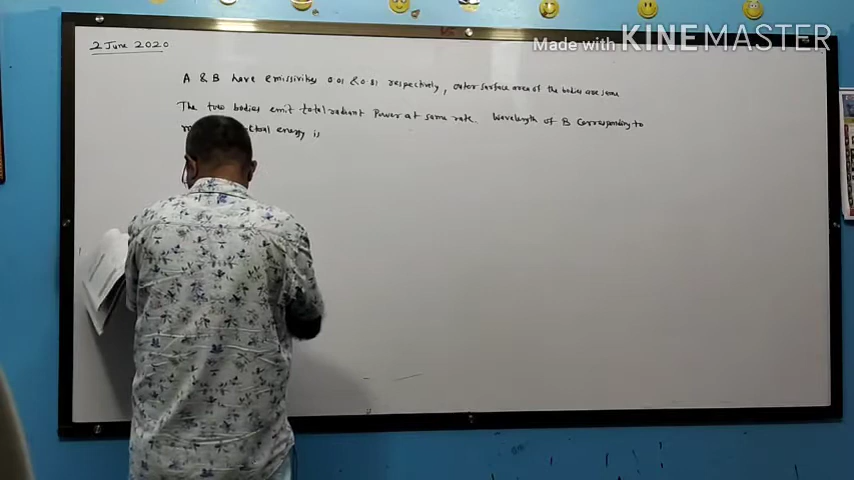 Made with KINEMASTER
2 June 2020
A & B have emissivities 0.01 & 0.81 respectively, outer surface area of the bodies are same
The two bodies emit total radiant Power at same rate. Wavelength of B Corresponding to
energy is